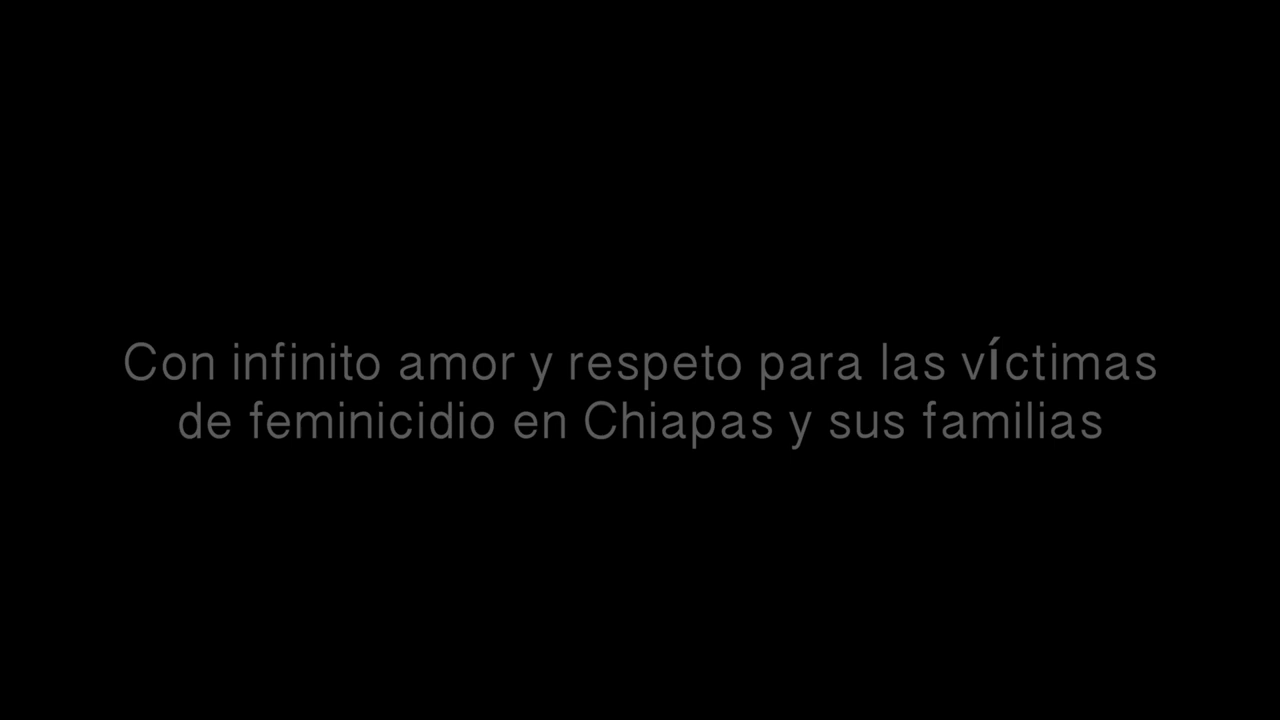 Con infinito amor y respeto para las víctimas
de feminicidio en Chiapas y sus familias